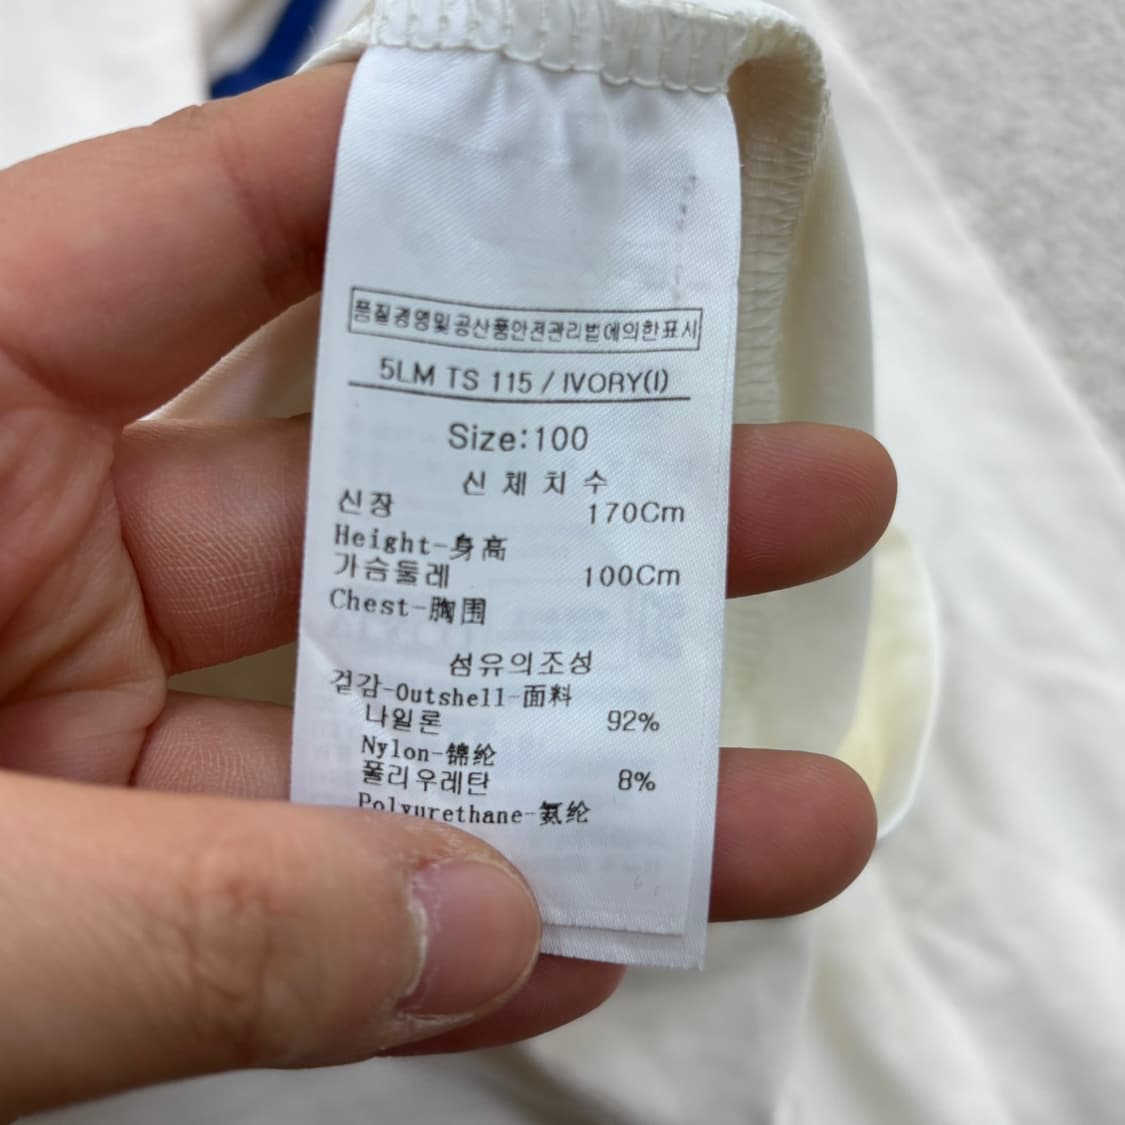 품질경영및공산품안전관리법에의한표시
5LM TS 115 / IVORY(I)
Size:100
신체치수
신장 170Cm
Height-身高
가슴둘레 100Cm
Chest-胸围
섬유의조성
겉감-Outshell-面料
나일론 92%
Nylon-锦纶
폴리우레탄 8%
Polyurethane-氨纶